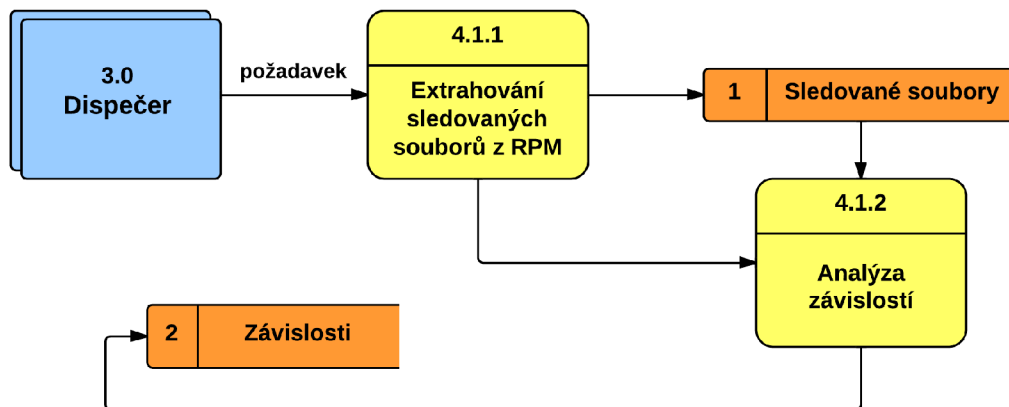 3.0
Dispečer
požadavek
4.1.1
Extrahování
sledovaných
souborů z RPM
1
Sledované soubory
4.1.2
Analýza
závislostí
2
Závislosti